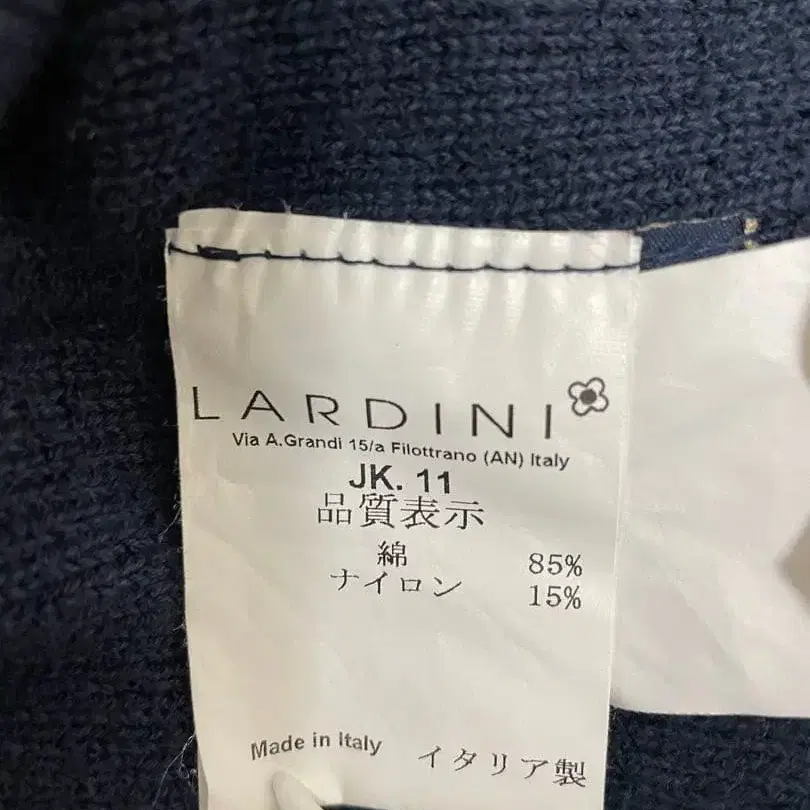 LARDINI
Via A.Grandi 15/a Filottrano (AN) Italy
JK. 11
品質表示
綿 85%
ナイロン 15%
Made in Italy イタリア製